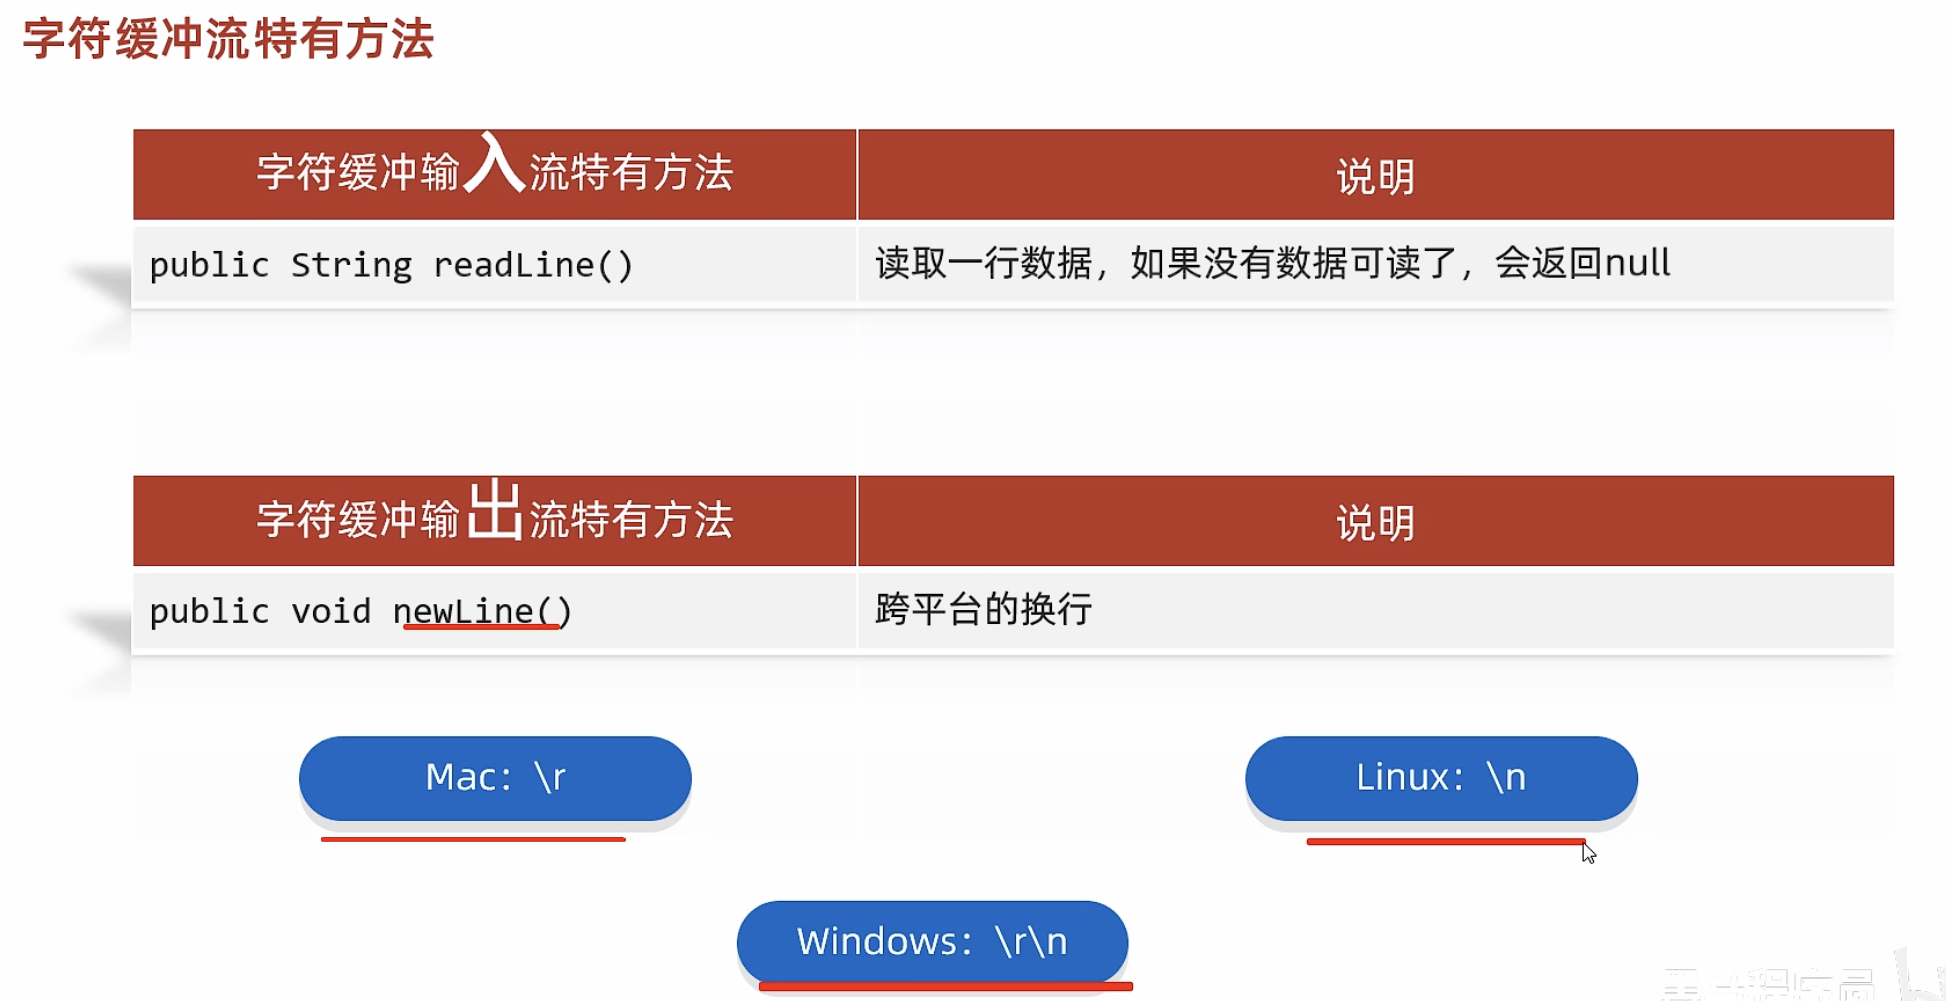 字符缓冲流特有方法
字符缓冲输入流特有方法 说明
public String readLine() 读取一行数据，如果没有数据可读了，会返回null
字符缓冲输出流特有方法 说明
public void newLine() 跨平台的换行
Mac：\r Linux：\n
Windows：\r\n